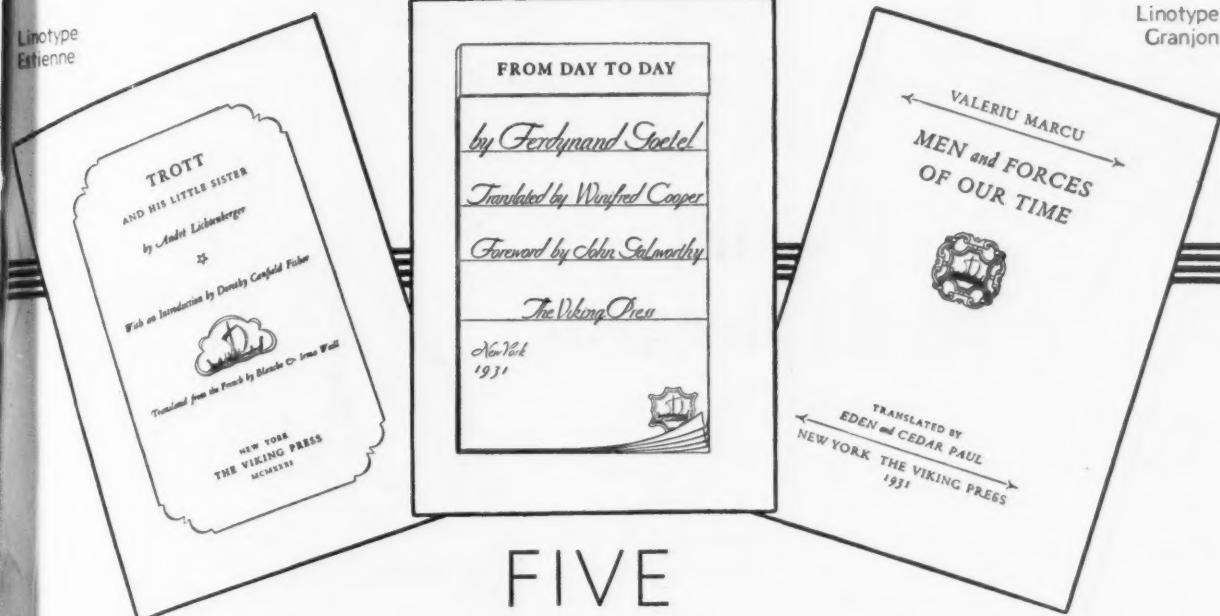 Linotype
Estienne
TROTT
AND HIS LITTLE SISTER
by André Lichtenberger
With an Introduction by Dorothy Canfield Fisher
Translated from the French by Blanche & Irma Weill
NEW YORK
THE VIKING PRESS
MCMXXXI
FROM DAY TO DAY
by Ferdynand Goetel
Translated by Winifred Cooper
Foreword by John Galsworthy
The Viking Press
New York
1931
Linotype
Granjon
VALERIU MARCU
MEN and FORCES
OF OUR TIME
TRANSLATED BY
EDEN and CEDAR PAUL
NEW YORK THE VIKING PRESS
1931
FIVE